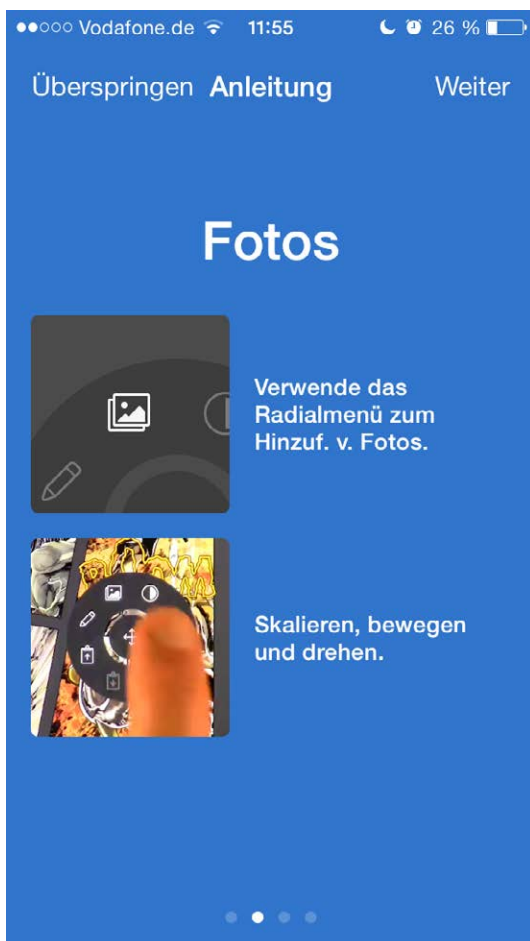 Vodafone.de 11:55 26 %
Überspringen Anleitung Weiter
Fotos
Verwende das
Radialmenü zum
Hinzuf. v. Fotos.
Skalieren, bewegen
und drehen.